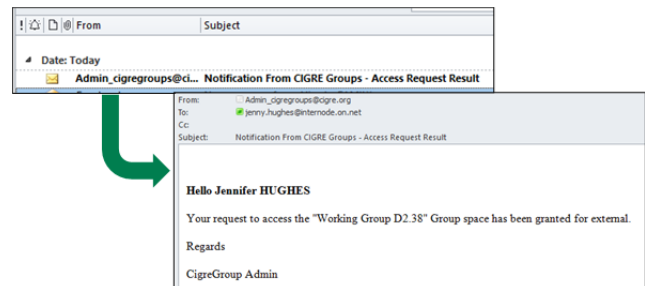 ! From Subject
Date: Today
Admin_cigregroups@ci... Notification From CIGRE Groups - Access Request Result
From: Admin_cigregroups@cigre.org
To: jenny.hughes@internode.on.net
Cc:
Subject: Notification From CIGRE Groups - Access Request Result
Hello Jennifer HUGHES
Your request to access the "Working Group D2.38" Group space has been granted for external.
Regards
CigreGroup Admin